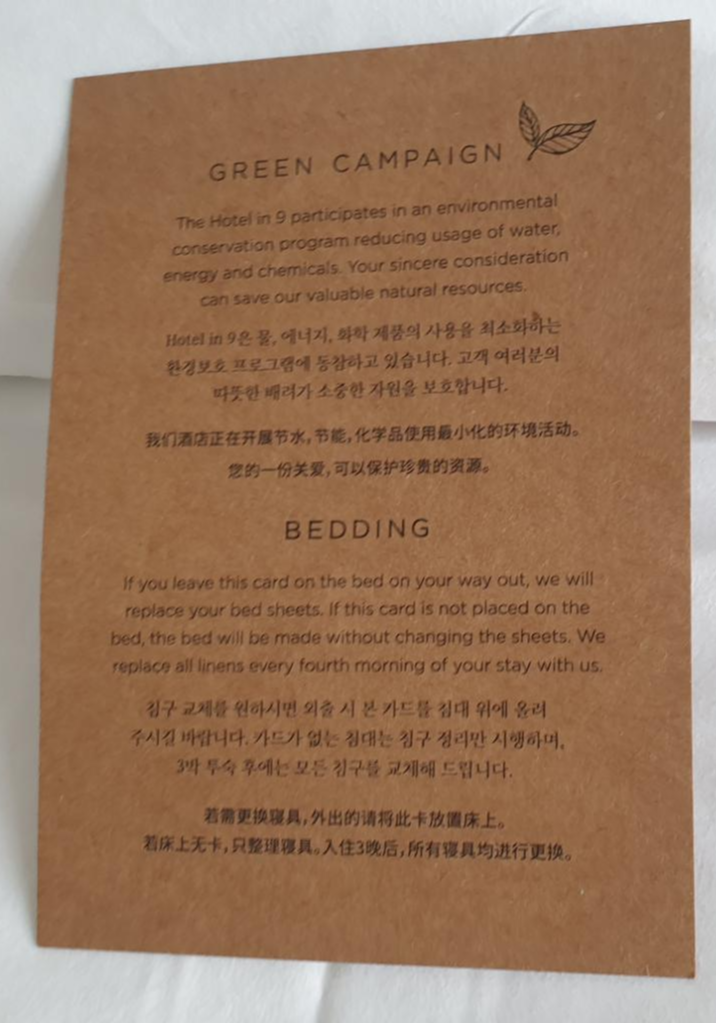 GREEN CAMPAIGN
The Hotel in 9 participates in an environmental
conservation program reducing usage of water,
energy and chemicals. Your sincere consideration
can save our valuable natural resources.
Hotel in 9은 물, 에너지, 화학 제품의 사용을 최소화하는
환경보호 프로그램에 동참하고 있습니다. 고객 여러분의
따뜻한 배려가 소중한 자원을 보호합니다.
我们酒店正在开展节水，节能，化学品使用最小化的环境活动。
您的一份关爱，可以保护珍贵的资源。
BEDDING
If you leave this card on the bed on your way out, we will
replace your bed sheets. If this card is not placed on the
bed, the bed will be made without changing the sheets. We
replace all linens every fourth morning of your stay with us.
침구 교체를 원하시면 외출 시 본 카드를 침대 위에 올려
주시길 바랍니다. 카드가 없는 침대는 침구 정리만 시행하며,
3박 투숙 후에는 모든 침구를 교체해 드립니다.
若需更换寝具，外出的请将此卡放置床上。
若床上无卡，只整理寝具。入住3晚后，所有寝具均进行更换。